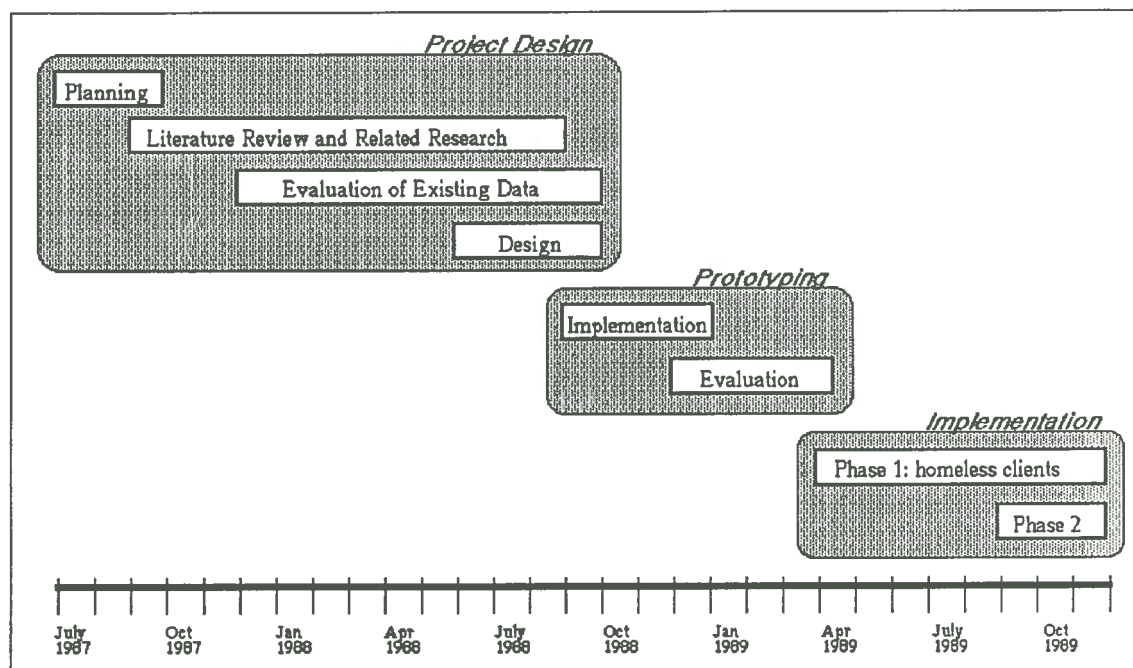 Project Design
Planning
Literature Review and Related Research
Evaluation of Existing Data
Design
Prototyping
Implementation
Evaluation
Implementation
Phase 1: homeless clients
Phase 2
July Oct Jan Apr July Oct Jan Apr July Oct
1987 1987 1988 1988 1988 1988 1989 1989 1989 1989